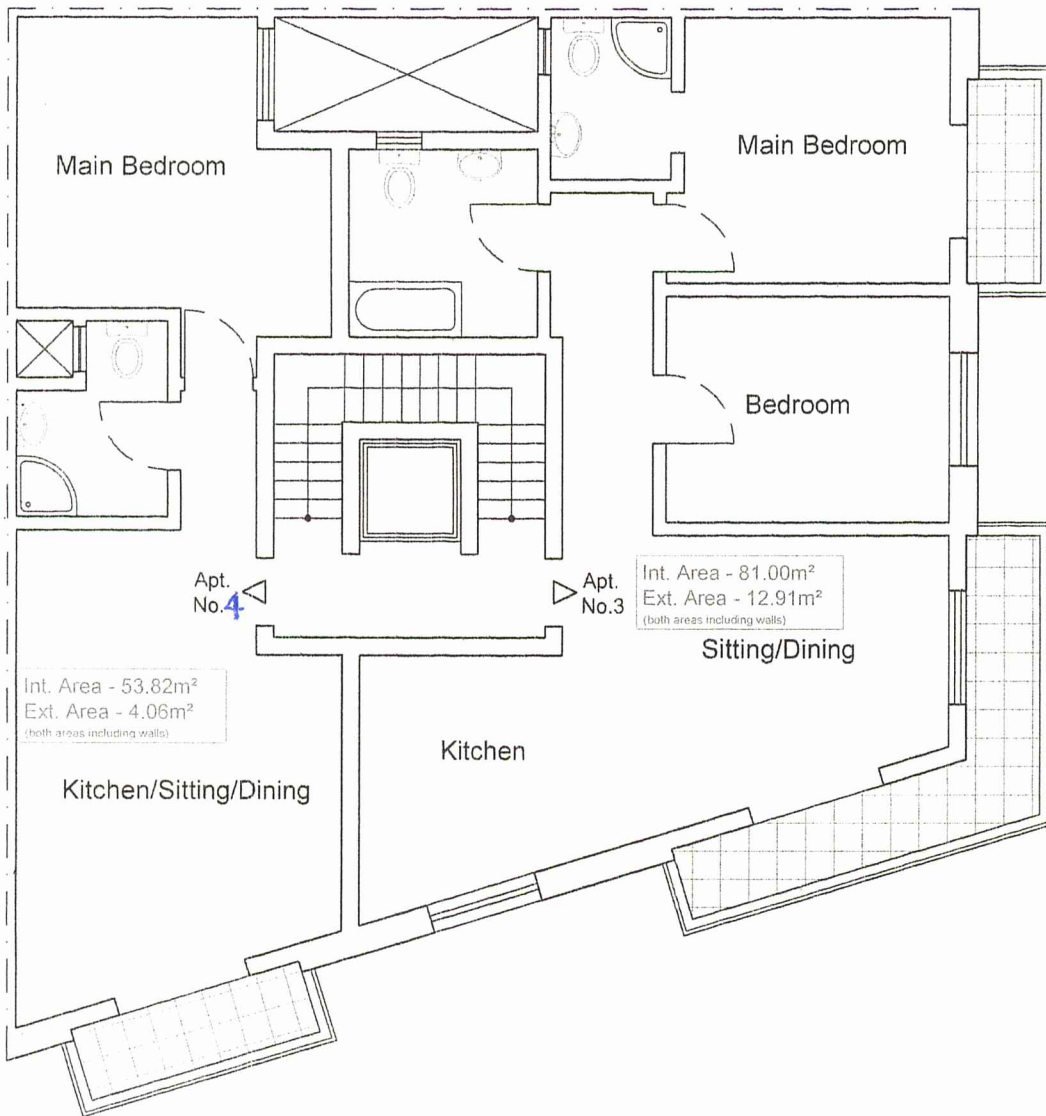 Main Bedroom
Main Bedroom
Bedroom
Apt.
No.4
Apt.
No.3
Int. Area - 81.00m²
Ext. Area - 12.91m²
(both areas including walls)
Sitting/Dining
Int. Area - 53.82m²
Ext. Area - 4.06m²
(both areas including walls)
Kitchen
Kitchen/Sitting/Dining